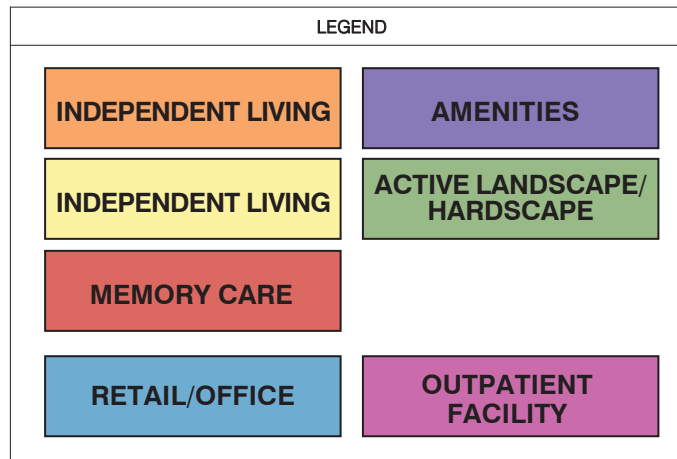 LEGEND
INDEPENDENT LIVING
AMENITIES
INDEPENDENT LIVING
ACTIVE LANDSCAPE/
HARDSCAPE
MEMORY CARE
RETAIL/OFFICE
OUTPATIENT
FACILITY